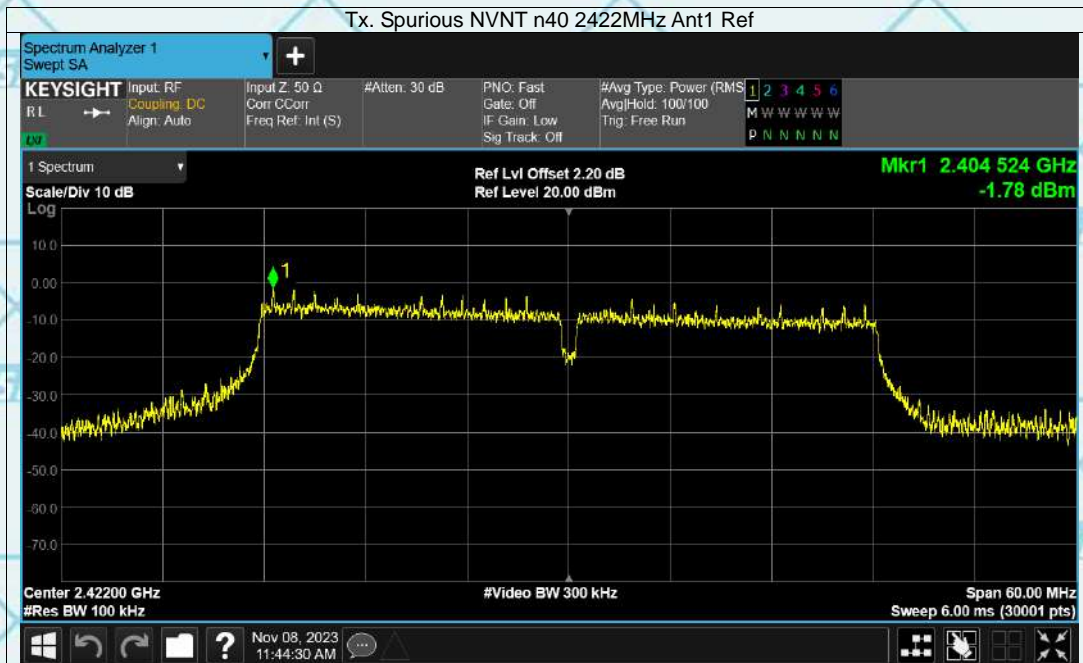 Tx. Spurious NVNT n40 2422MHz Ant1 Ref
Spectrum Analyzer 1
Swept SA
+
KEYSIGHT
R L
LXI
Input: RF
Coupling: DC
Align: Auto
Input Z: 50 Ω
Corr CCorr
Freq Ref: Int (S)
#Atten: 30 dB
PNO: Fast
Gate: Off
IF Gain: Low
Sig Track: Off
#Avg Type: Power (RMS
Avg|Hold: 100/100
Trig: Free Run
1 2 3 4 5 6
M W W W W W
P N N N N N
1 Spectrum
Scale/Div 10 dB
Log
Ref Lvl Offset 2.20 dB
Ref Level 20.00 dBm
Mkr1 2.404 524 GHz
-1.78 dBm
1
10.0
0.00
-10.0
-20.0
-30.0
-40.0
-50.0
-60.0
-70.0
Center 2.42200 GHz
#Res BW 100 kHz
#Video BW 300 kHz
Span 60.00 MHz
Sweep 6.00 ms (30001 pts)
?
Nov 08, 2023
11:44:30 AM